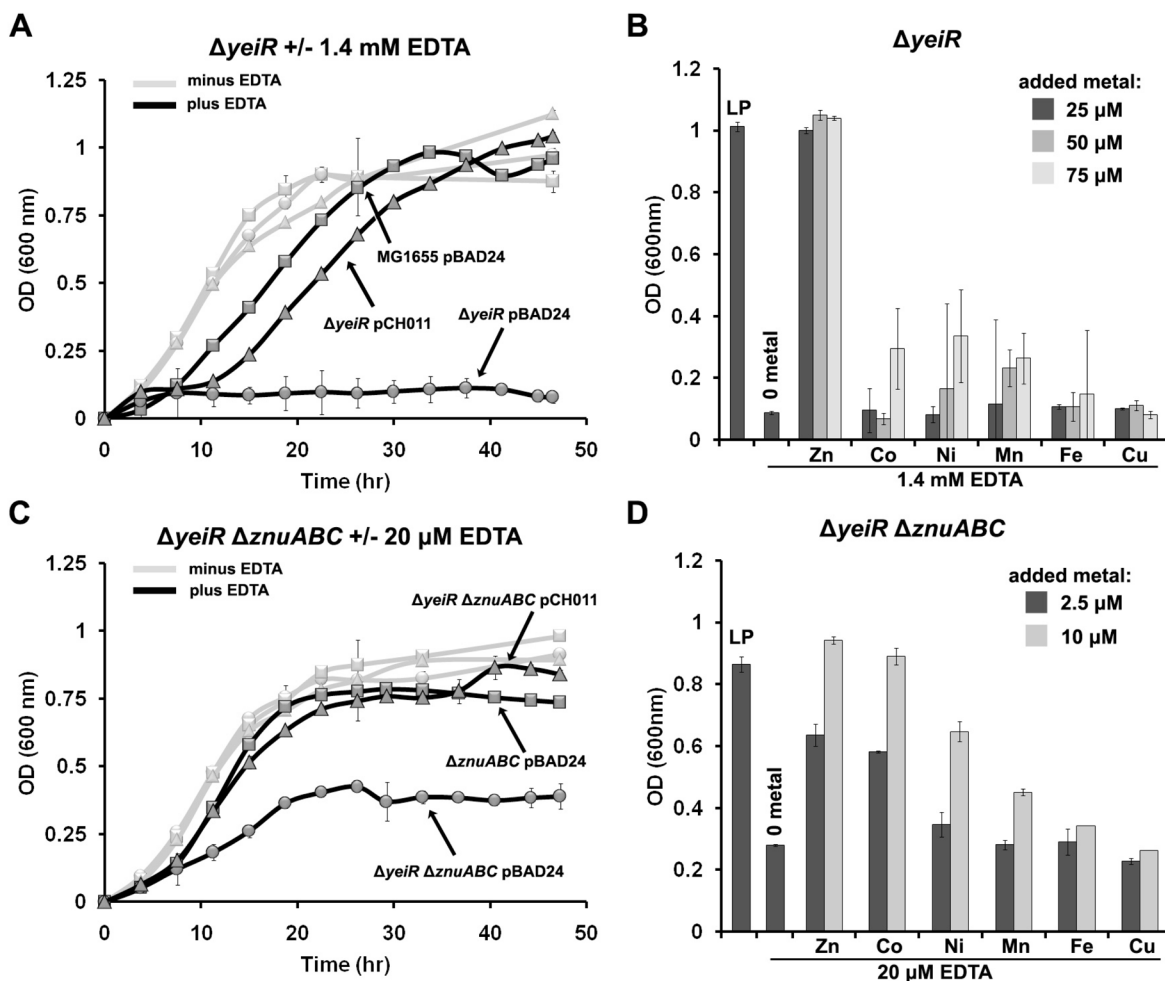 A
ΔyeiR +/- 1.4 mM EDTA
minus EDTA
plus EDTA
1.25
1
0.75
0.5
0.25
0
OD (600 nm)
MG1655 pBAD24
ΔyeiR pCH011
ΔyeiR pBAD24
0 10 20 30 40 50
Time (hr)
B
ΔyeiR
added metal:
25 µM
50 µM
75 µM
1.2
1
0.8
0.6
0.4
0.2
0
OD (600nm)
LP
0 metal
Zn Co Ni Mn Fe Cu
1.4 mM EDTA
C
ΔyeiR ΔznuABC +/- 20 µM EDTA
minus EDTA
plus EDTA
1.25
1
0.75
0.5
0.25
0
OD (600 nm)
ΔyeiR ΔznuABC pCH011
ΔznuABC pBAD24
ΔyeiR ΔznuABC pBAD24
0 10 20 30 40 50
Time (hr)
D
ΔyeiR ΔznuABC
added metal:
2.5 µM
10 µM
1.2
1
0.8
0.6
0.4
0.2
0
OD (600nm)
LP
0 metal
Zn Co Ni Mn Fe Cu
20 µM EDTA